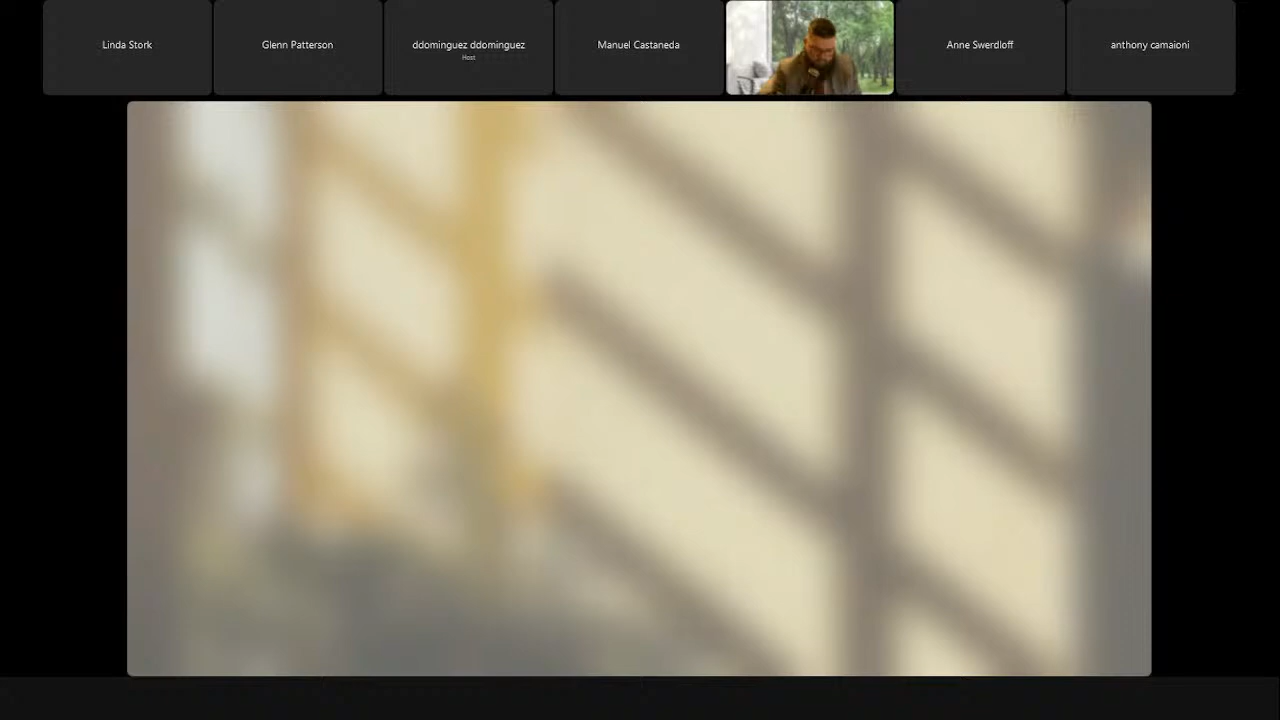 Linda Stork
Glenn Patterson
ddominguez ddominguez
Host
Manuel Castaneda
Anne Swerdloff
anthony camaioni